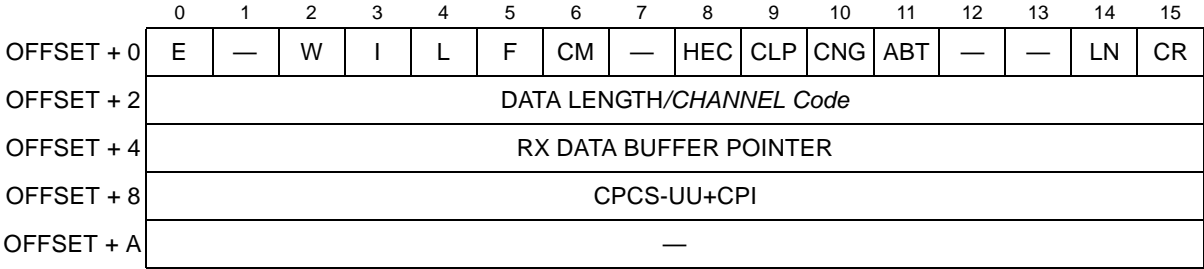 0 1 2 3 4 5 6 7 8 9 10 11 12 13 14 15
OFFSET + 0 E — W I L F CM — HEC CLP CNG ABT — — LN CR
OFFSET + 2 DATA LENGTH/CHANNEL Code
OFFSET + 4 RX DATA BUFFER POINTER
OFFSET + 8 CPCS-UU+CPI
OFFSET + A —